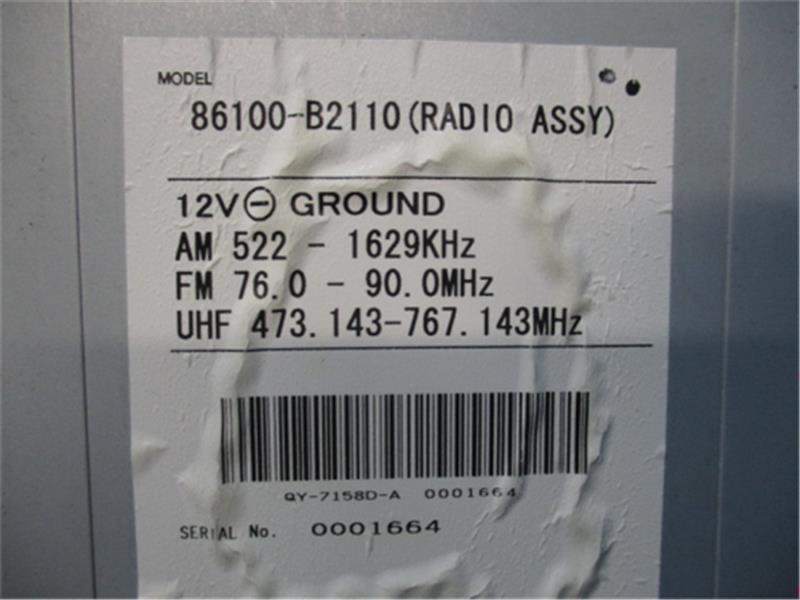 MODEL
86100-B2110(RADIO ASSY)
12V⊖ GROUND
AM 522 - 1629KHz
FM 76.0 - 90.0MHz
UHF 473.143-767.143MHz
QY-7158D-A 0001664
SERIAL No. 0001664